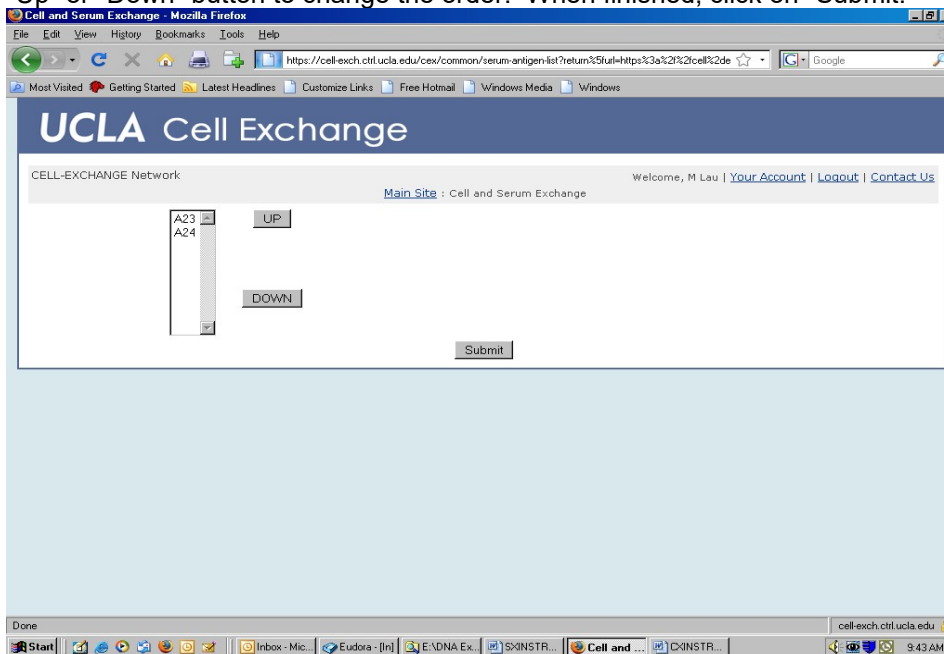 "Up" or "Down" button to change the order. When finished, click on "Submit."
Cell and Serum Exchange - Mozilla Firefox
File Edit View History Bookmarks Tools Help
https://cell-exch.ctrl.ucla.edu/cex/common/serum-antigen-list?return%5furl=https%3a%2f%2fcell%2de
Google
Most Visited Getting Started Latest Headlines Customize Links Free Hotmail Windows Media Windows
UCLA Cell Exchange
CELL-EXCHANGE Network
Welcome, M Lau | Your Account | Logout | Contact Us
Main Site : Cell and Serum Exchange
A23
A24
UP
DOWN
Submit
Done
cell-exch.ctrl.ucla.edu
Start Inbox - Mic... Eudora - [In] E:\DNA Ex... SXINSTR... Cell and ... CXINSTR... 9:43 AM